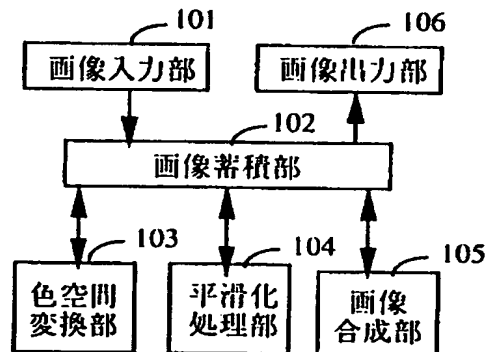 101
画像入力部
106
画像出力部
102
画像蓄積部
103
色空間
変換部
104
平滑化
処理部
105
画像
合成部